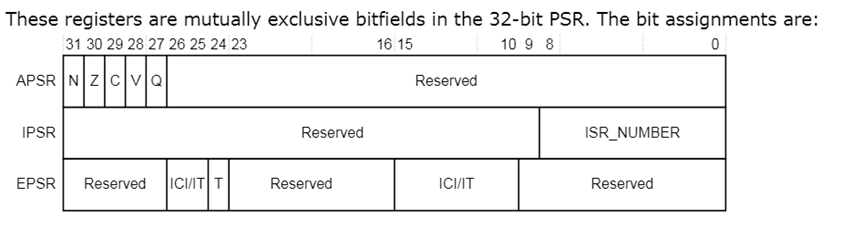 These registers are mutually exclusive bitfields in the 32-bit PSR. The bit assignments are:
31 30 29 28 27 26 25 24 23 16 15 10 9 8 0
APSR N Z C V Q Reserved
IPSR Reserved ISR_NUMBER
EPSR Reserved ICI/IT T Reserved ICI/IT Reserved